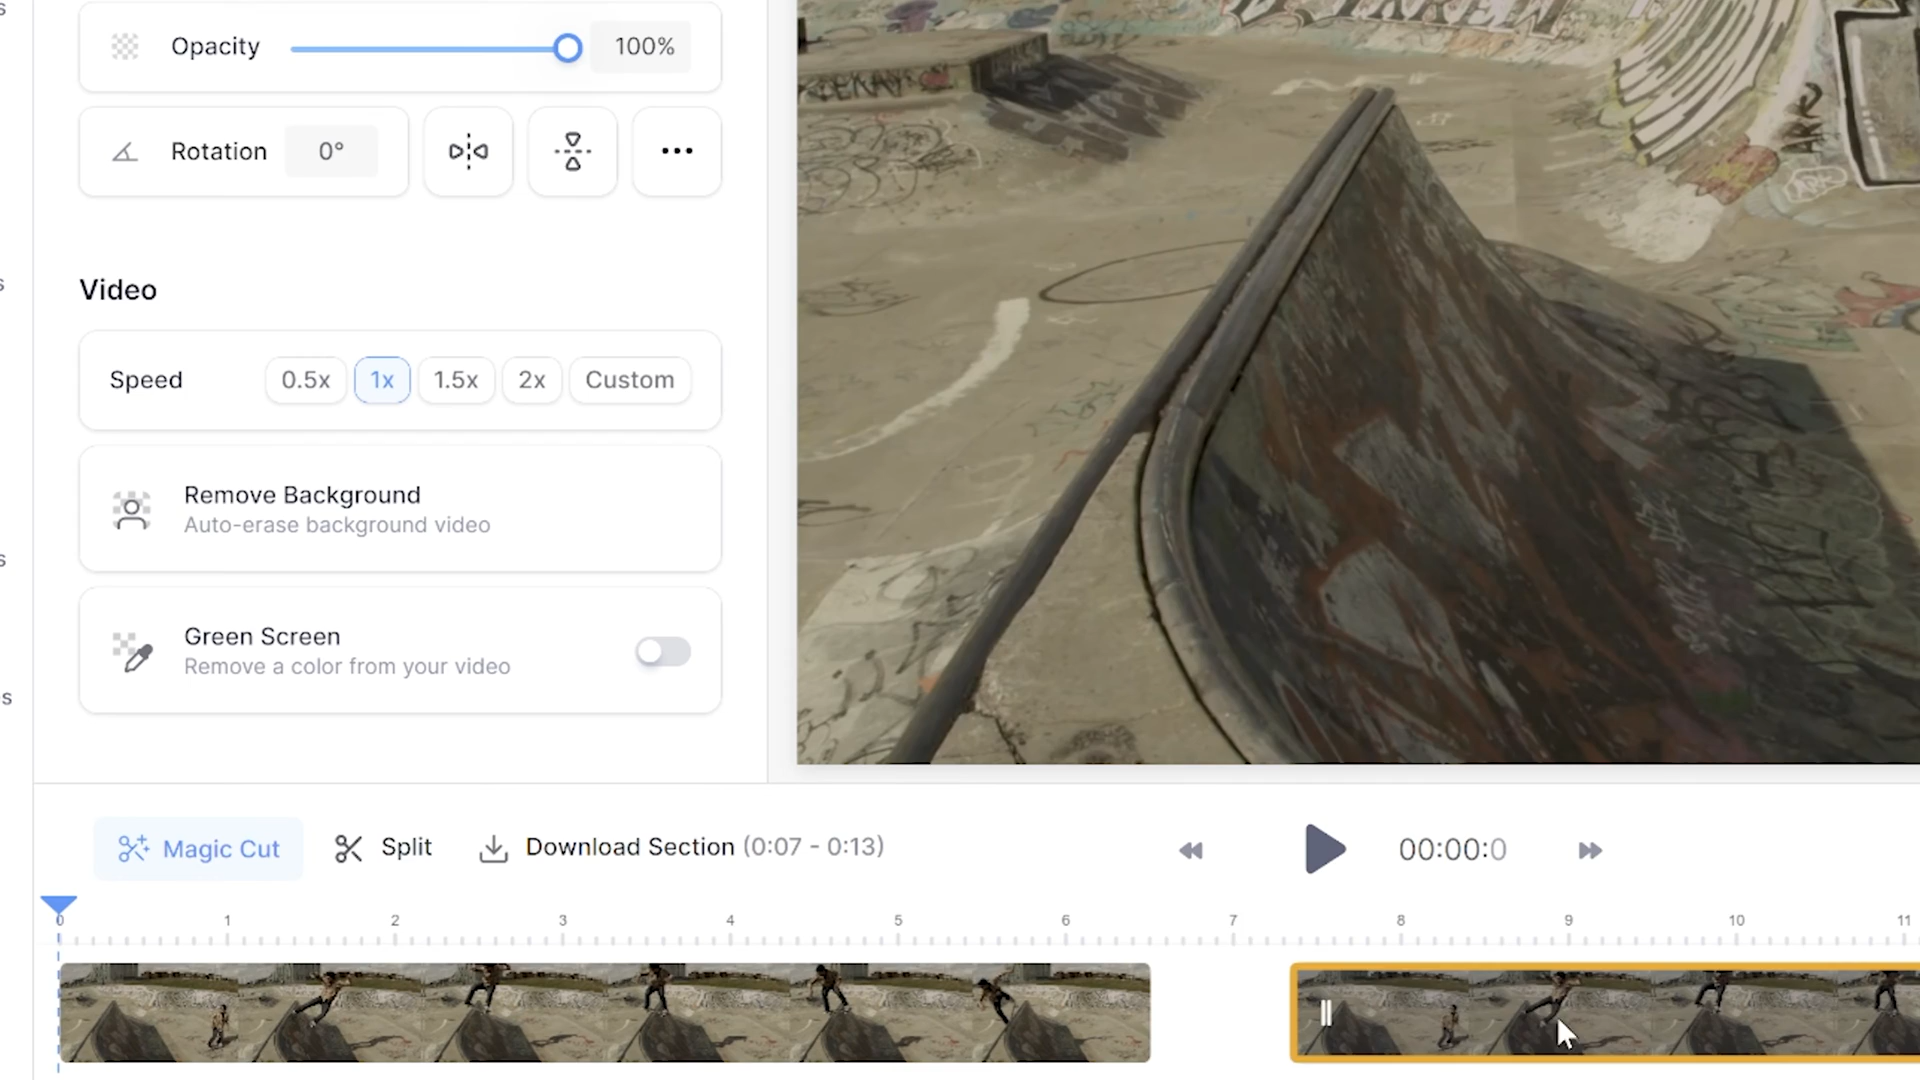 Opacity 100%
Rotation 0°
Video
Speed 0.5x 1x 1.5x 2x Custom
Remove Background
Auto-erase background video
Green Screen
Remove a color from your video
Magic Cut Split Download Section (0:07 - 0:13) 00:00:0
0 1 2 3 4 5 6 7 8 9 10 11